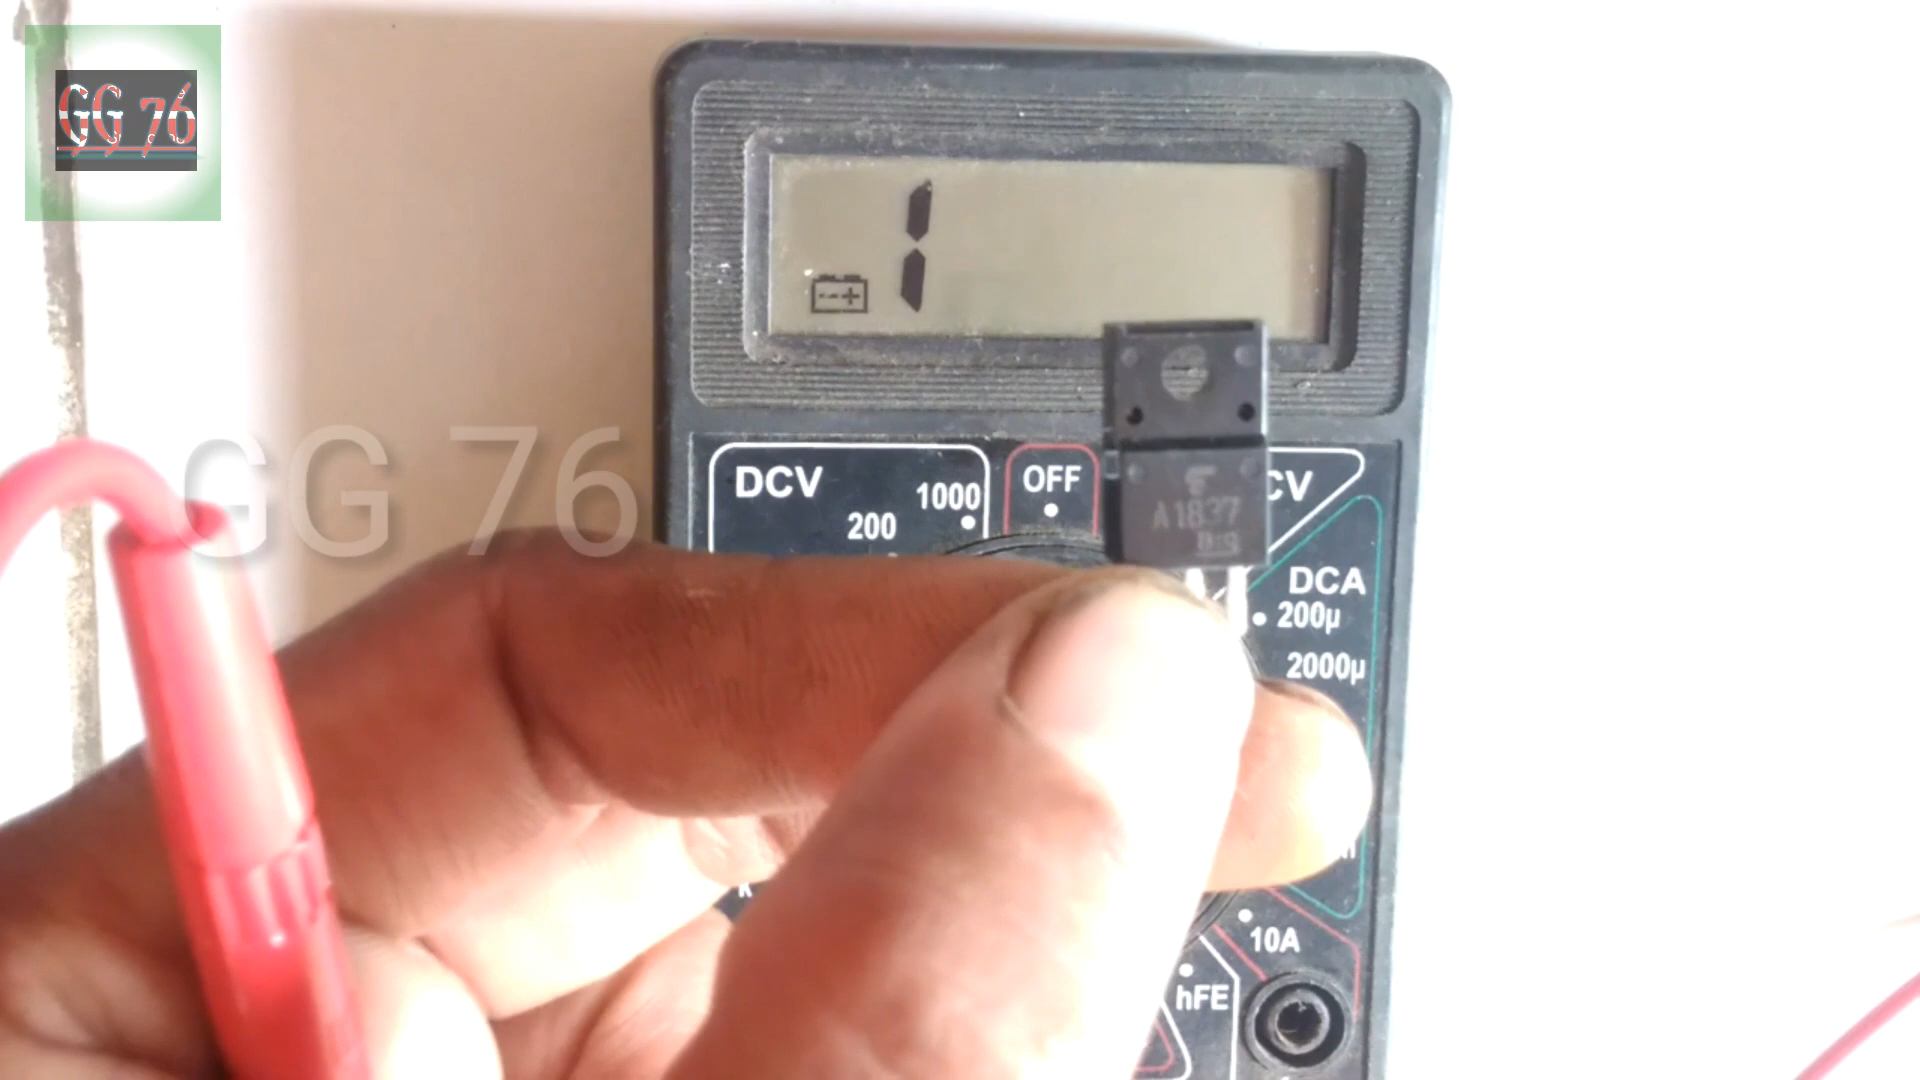 GG 76
1
GG 76
DCV
OFF
CV
1000
200
A1837
DCA
200µ
2000µ
10A
hFE